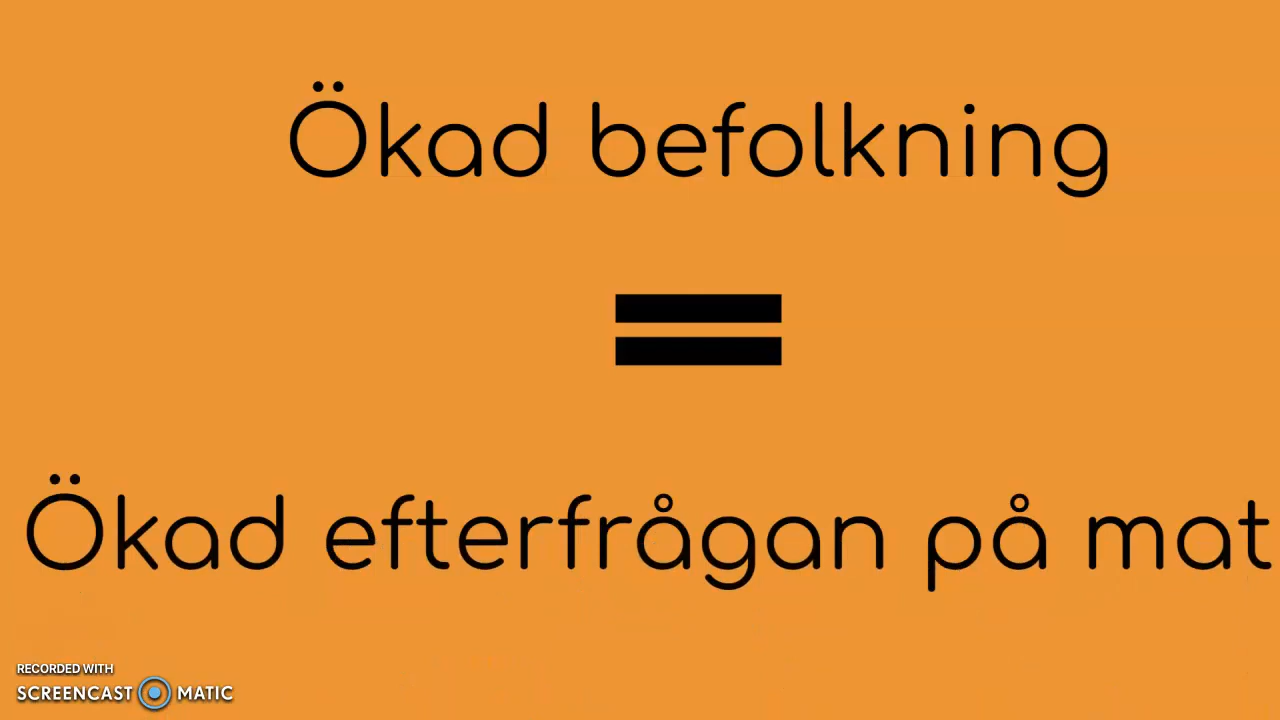 Ökad befolkning
=
Ökad efterfrågan på mat
RECORDED WITH
SCREENCAST MATIC